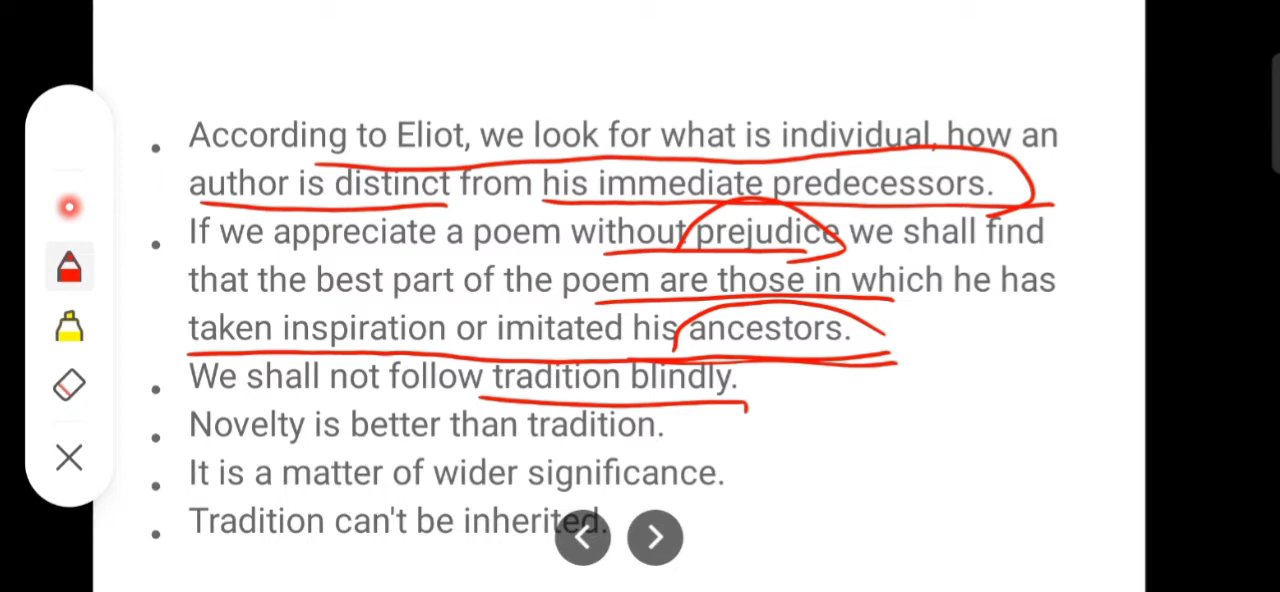 • According to Eliot, we look for what is individual, how an
author is distinct from his immediate predecessors.
• If we appreciate a poem without prejudice we shall find
that the best part of the poem are those in which he has
taken inspiration or imitated his ancestors.
• We shall not follow tradition blindly.
• Novelty is better than tradition.
• It is a matter of wider significance.
• Tradition can't be inherited.